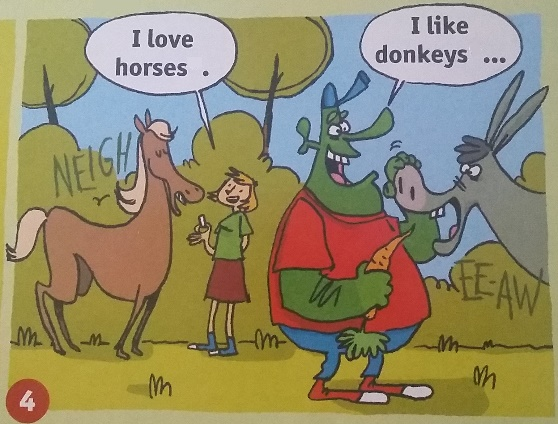 I love
horses .
I like
donkeys ...
NEIGH
EE-AW
4